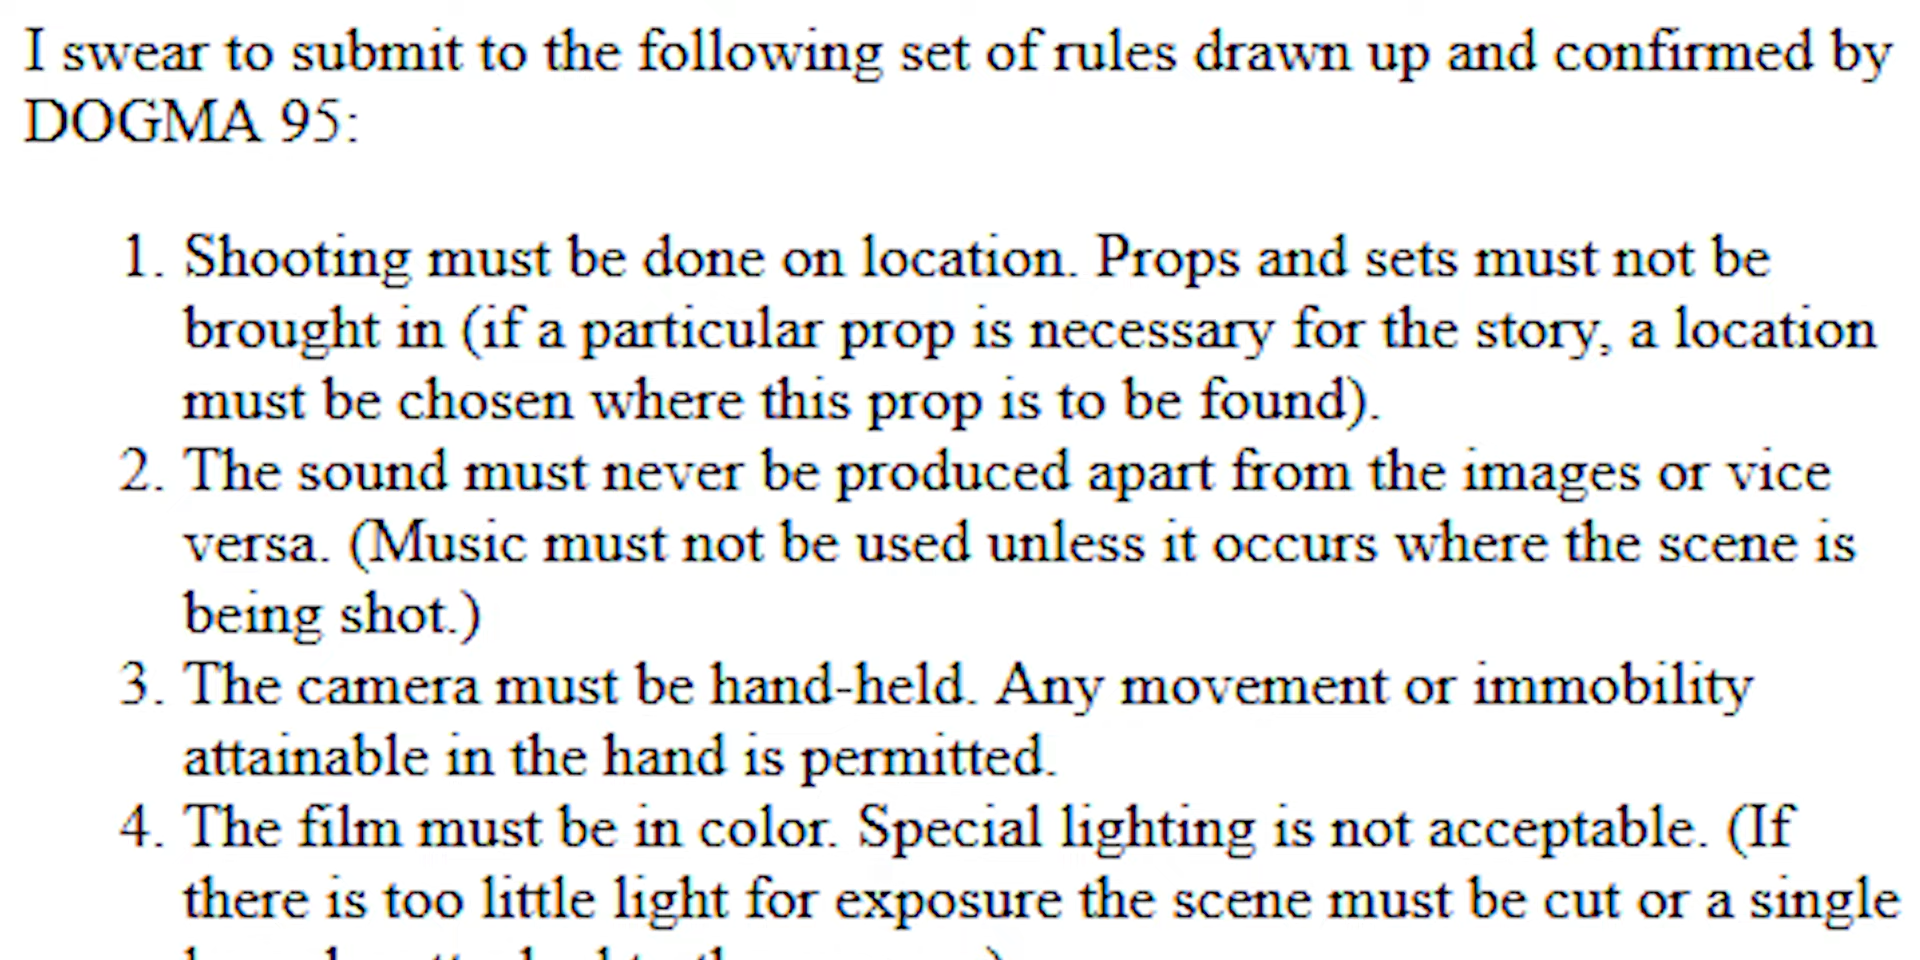 I swear to submit to the following set of rules drawn up and confirmed by
DOGMA 95:
1. Shooting must be done on location. Props and sets must not be
brought in (if a particular prop is necessary for the story, a location
must be chosen where this prop is to be found).
2. The sound must never be produced apart from the images or vice
versa. (Music must not be used unless it occurs where the scene is
being shot.)
3. The camera must be hand-held. Any movement or immobility
attainable in the hand is permitted.
4. The film must be in color. Special lighting is not acceptable. (If
there is too little light for exposure the scene must be cut or a single